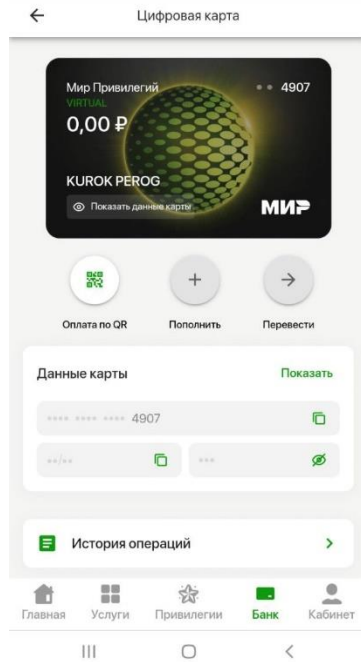 Цифровая карта
Мир Привилегий •• 4907
VIRTUAL
0,00 ₽
KUROK PEROG
Показать данные карты
МИР
Оплата по QR Пополнить Перевести
Данные карты Показать
•••• •••• •••• 4907
••/•• •••
История операций
Главная Услуги Привилегии Банк Кабинет